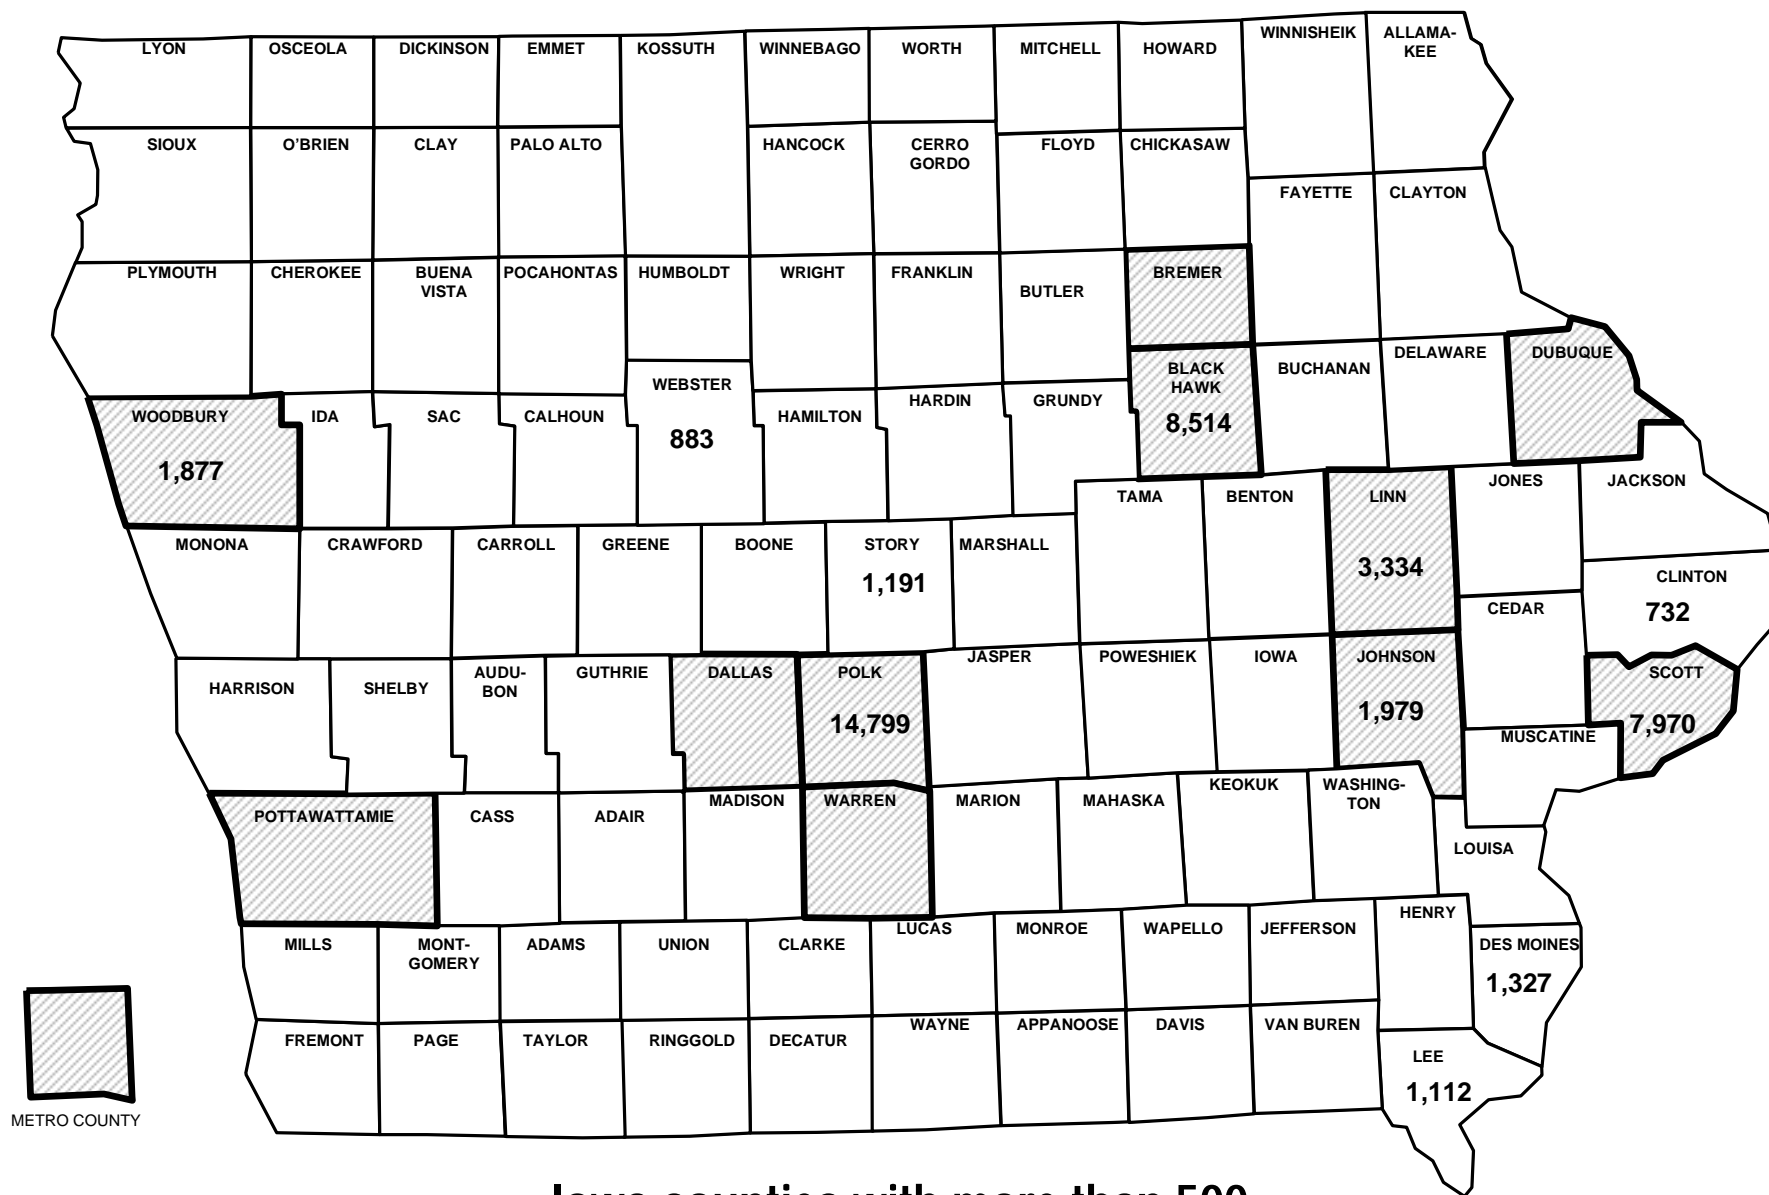 LYON
OSCEOLA
DICKINSON
EMMET
KOSSUTH
WINNEBAGO
WORTH
MITCHELL
HOWARD
WINNISHEIK
ALLAMA-
KEE
SIOUX
O'BRIEN
CLAY
PALO ALTO
HANCOCK
CERRO
GORDO
FLOYD
CHICKASAW
FAYETTE
CLAYTON
PLYMOUTH
CHEROKEE
BUENA
VISTA
POCAHONTAS
HUMBOLDT
WRIGHT
FRANKLIN
BUTLER
BREMER
WOODBURY
1,877
IDA
SAC
CALHOUN
WEBSTER
883
HAMILTON
HARDIN
GRUNDY
BLACK
HAWK
8,514
BUCHANAN
DELAWARE
DUBUQUE
MONONA
CRAWFORD
CARROLL
GREENE
BOONE
STORY
1,191
MARSHALL
TAMA
BENTON
LINN
3,334
JONES
JACKSON
CEDAR
CLINTON
732
HARRISON
SHELBY
AUDU-
BON
GUTHRIE
DALLAS
POLK
14,799
JASPER
POWESHIEK
IOWA
JOHNSON
1,979
SCOTT
7,970
MUSCATINE
POTTAWATTAMIE
CASS
ADAIR
MADISON
WARREN
MARION
MAHASKA
KEOKUK
WASHING-
TON
LOUISA
MILLS
MONT-
GOMERY
ADAMS
UNION
CLARKE
LUCAS
MONROE
WAPELLO
JEFFERSON
HENRY
DES MOINES
1,327
FREMONT
PAGE
TAYLOR
RINGGOLD
DECATUR
WAYNE
APPANOOSE
DAVIS
VAN BUREN
LEE
1,112
METRO COUNTY
Iowa counties with more than 500